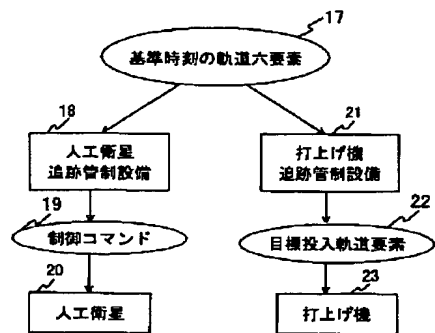 17
基準時刻の軌道六要素
18
人工衛星
追跡管制設備
21
打上げ機
追跡管制設備
19
制御コマンド
22
目標投入軌道要素
20
人工衛星
23
打上げ機